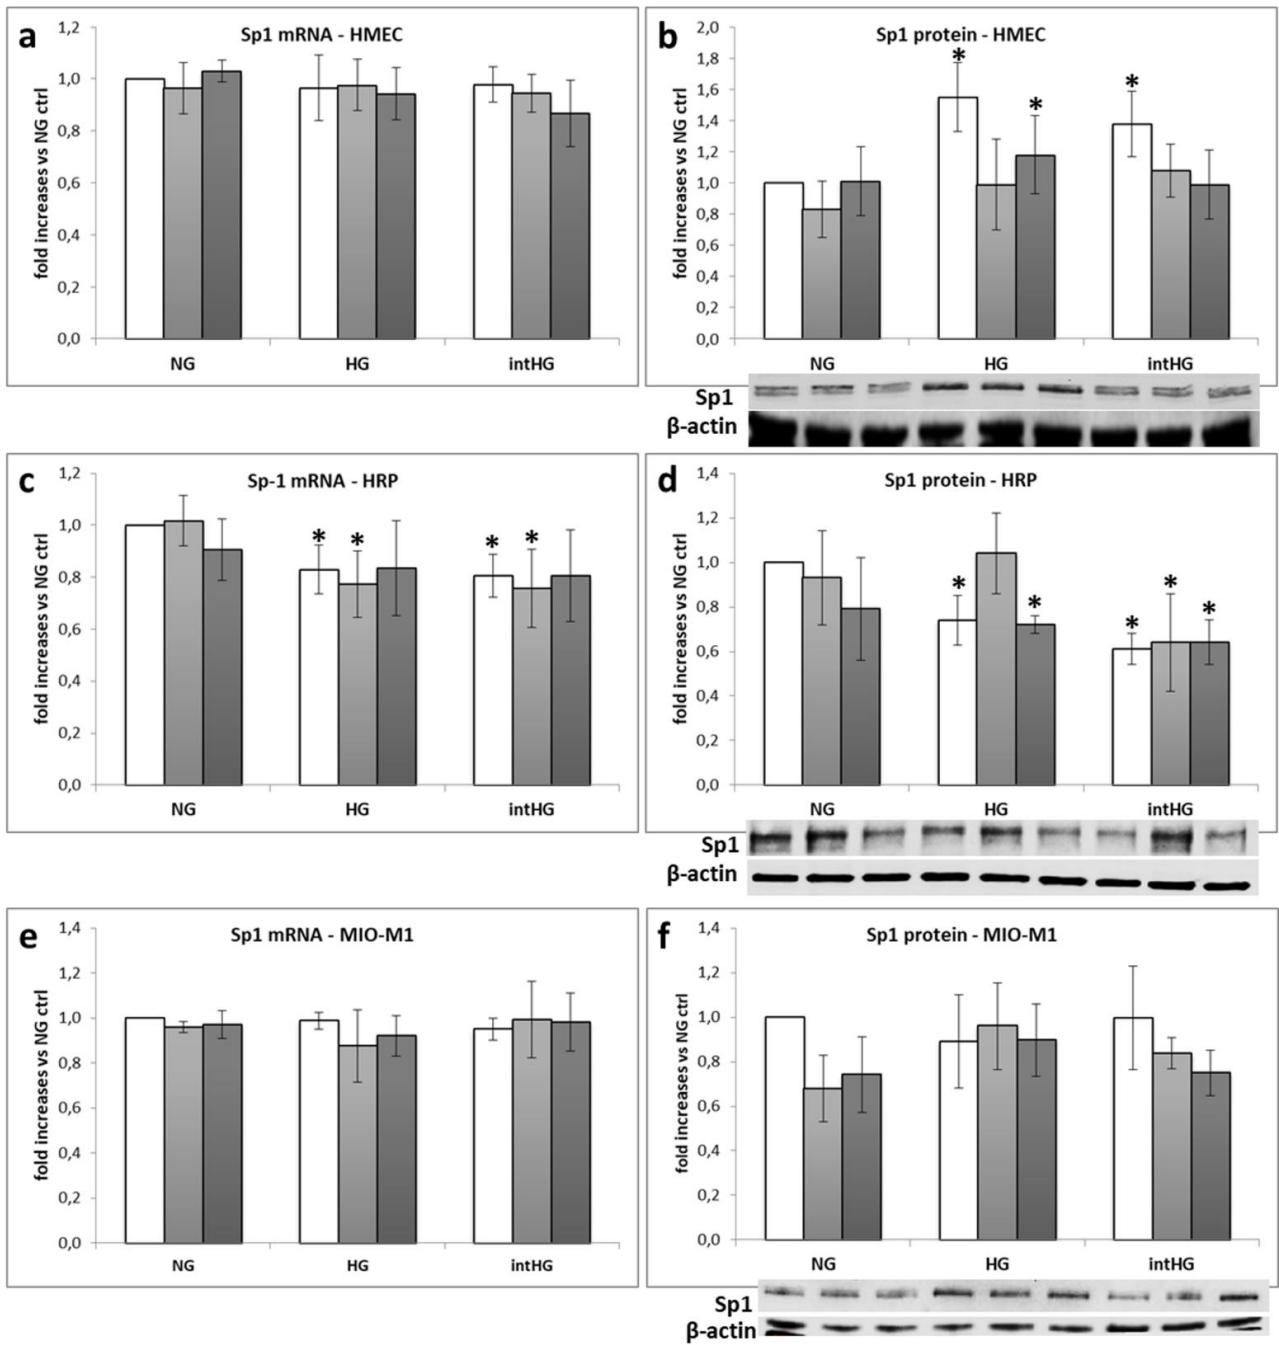 a
Sp1 mRNA - HMEC
fold increases vs NG ctrl
1,2
1,0
0,8
0,6
0,4
0,2
0,0
NG HG intHG
b
Sp1 protein - HMEC
fold increases vs NG ctrl
2,0
1,8
1,6
1,4
1,2
1,0
0,8
0,6
0,4
0,2
0,0
* * *
NG HG intHG
Sp1
β-actin
c
Sp-1 mRNA - HRP
fold increases vs NG ctrl
1,2
1,0
0,8
0,6
0,4
0,2
0,0
* * * *
NG HG intHG
d
Sp1 protein - HRP
fold increases vs NG ctrl
1,4
1,2
1,0
0,8
0,6
0,4
0,2
0,0
* * * * *
NG HG intHG
Sp1
β-actin
e
Sp1 mRNA - MIO-M1
fold increases vs NG ctrl
1,4
1,2
1,0
0,8
0,6
0,4
0,2
0,0
NG HG intHG
f
Sp1 protein - MIO-M1
fold increases vs NG ctrl
1,4
1,2
1,0
0,8
0,6
0,4
0,2
0,0
NG HG intHG
Sp1
β-actin